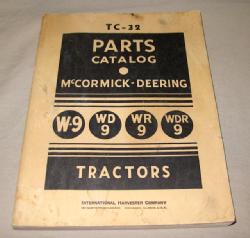 TC-32
PARTS
CATALOG
McCORMICK-DEERING
W-9 WD 9 WR 9 WDR 9
TRACTORS
INTERNATIONAL HARVESTER COMPANY